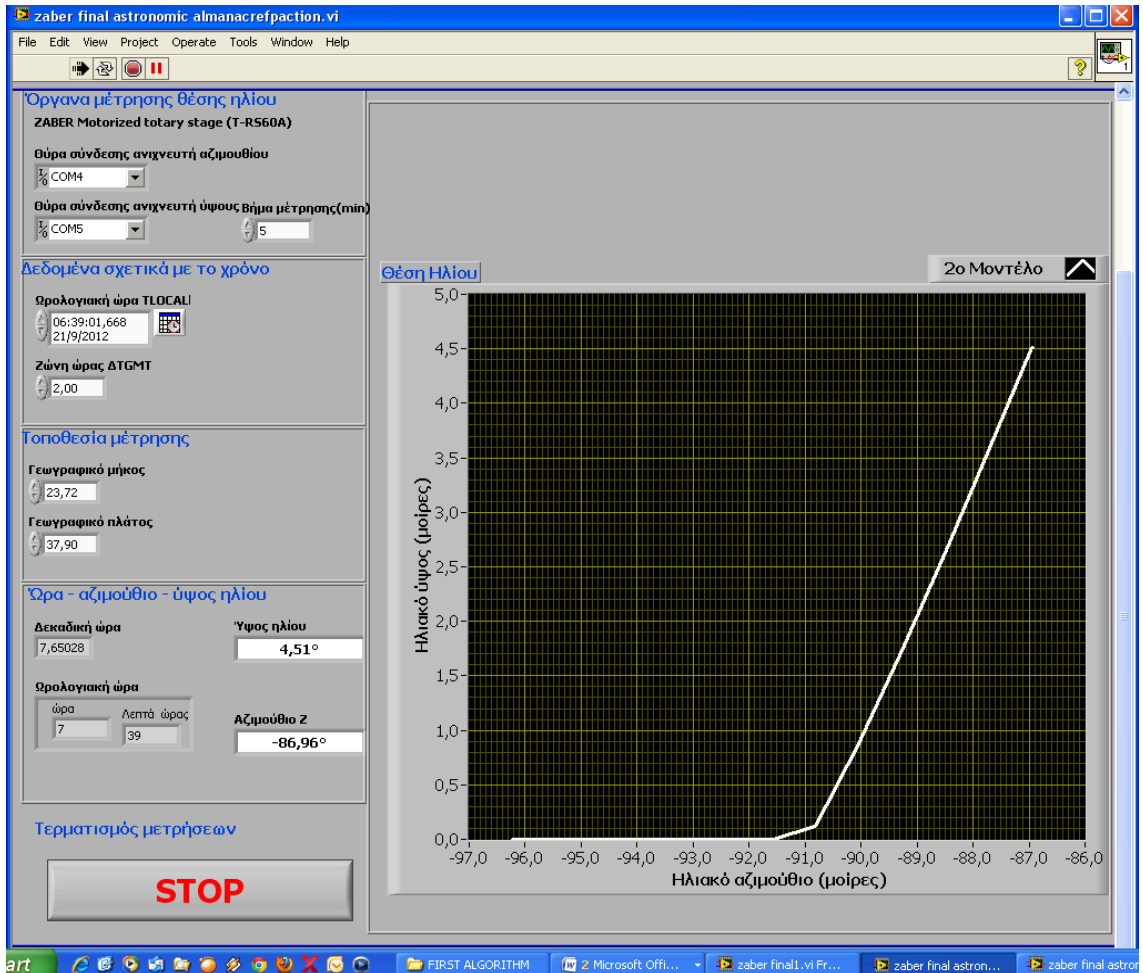 zaber final astronomic almanacrefpaction.vi
File Edit View Project Operate Tools Window Help
1
Όργανα μέτρησης θέσης ηλίου
ZABER Motorized totary stage (T-RS60A)
Θύρα σύνδεσης ανιχνευτή αζιμουθίου
COM4
Θύρα σύνδεσης ανιχνευτή ύψους Βήμα μέτρησης(min)
COM5 5
Δεδομένα σχετικά με το χρόνο
Ωρολογιακή ώρα TLOCAL
06:39:01,668
21/9/2012
Ζώνη ώρας ΔTGMT
2,00
Τοποθεσία μέτρησης
Γεωγραφικό μήκος
23,72
Γεωγραφικό πλάτος
37,90
Ώρα - αζιμούθιο - ύψος ηλίου
Δεκαδική ώρα Ύψος ηλίου
7,65028 4,51°
Ωρολογιακή ώρα
ώρα Λεπτά ώρας
7 39
Αζιμούθιο Ζ
-86,96°
Τερματισμός μετρήσεων
STOP
Θέση Ηλίου 2ο Μοντέλο
Ηλιακό ύψος (μοίρες)
5,0
4,5
4,0
3,5
3,0
2,5
2,0
1,5
1,0
0,5
0,0
-97,0 -96,0 -95,0 -94,0 -93,0 -92,0 -91,0 -90,0 -89,0 -88,0 -87,0 -86,0
Ηλιακό αζιμούθιο (μοίρες)
art FIRST ALGORITHM 2 Microsoft Offi... zaber final1.vi Fr... zaber final astron... zaber final astror